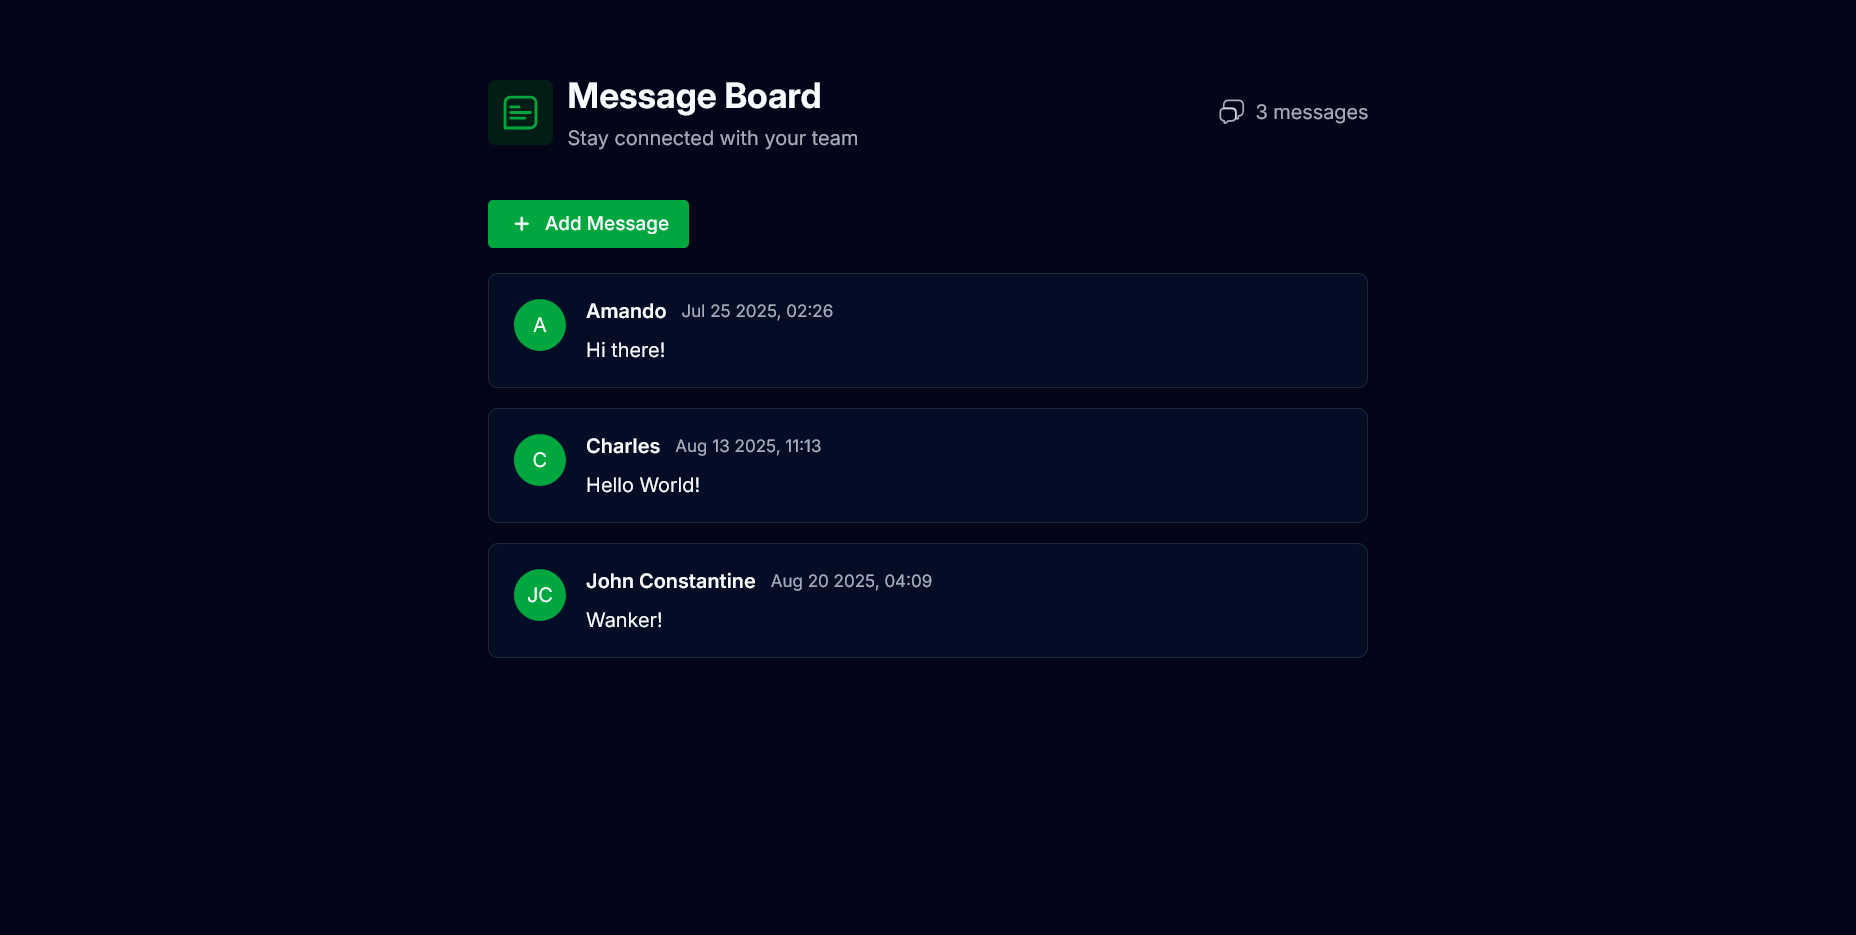 Message Board
Stay connected with your team
3 messages
+ Add Message
A
Amando Jul 25 2025, 02:26
Hi there!
C
Charles Aug 13 2025, 11:13
Hello World!
JC
John Constantine Aug 20 2025, 04:09
Wanker!